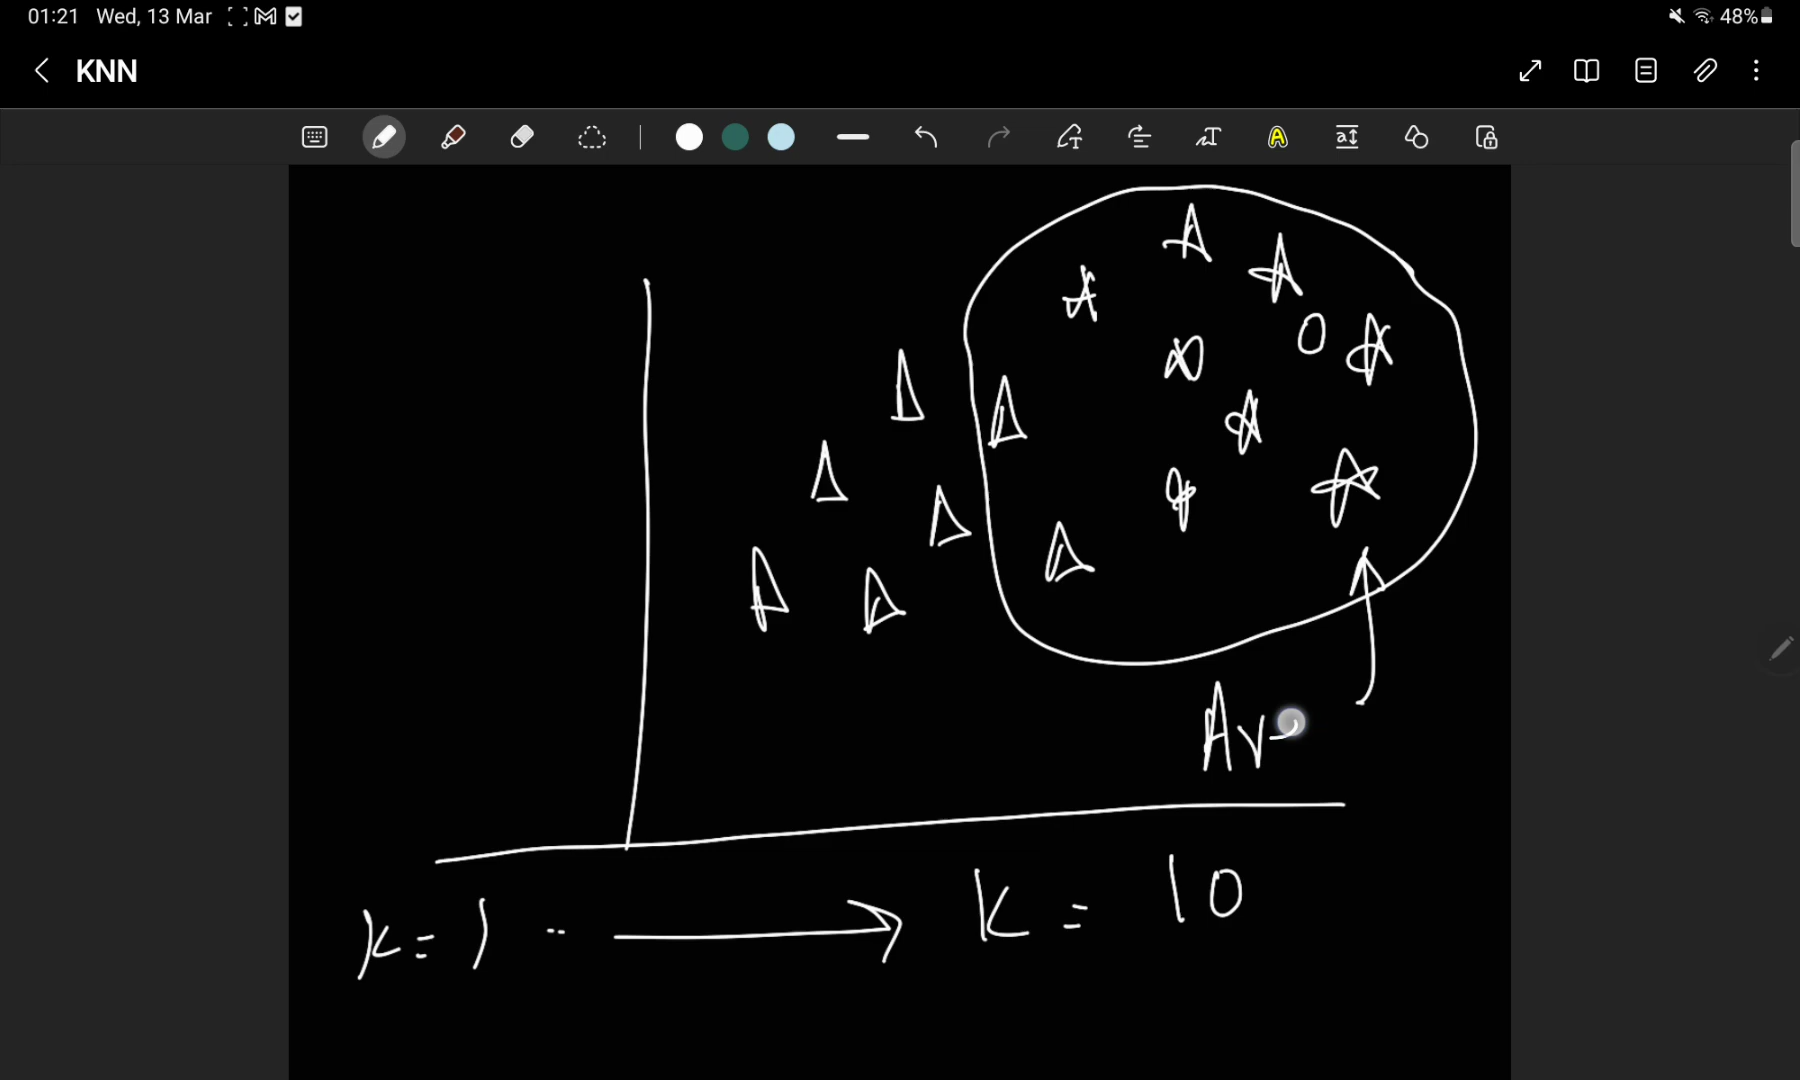 01:21 Wed, 13 Mar 48%
KNN
Av
k = 1 .. k = 10